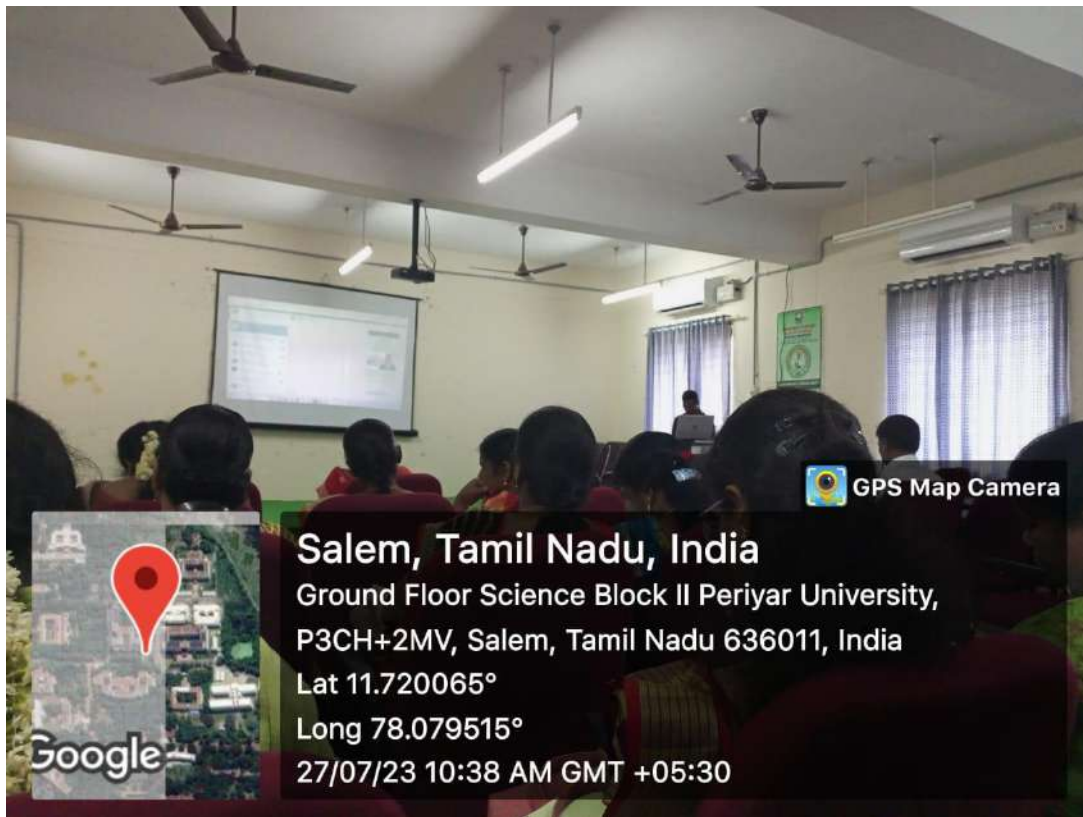 GPS Map Camera
Salem, Tamil Nadu, India
Ground Floor Science Block II Periyar University,
P3CH+2MV, Salem, Tamil Nadu 636011, India
Lat 11.720065°
Long 78.079515°
27/07/23 10:38 AM GMT +05:30
Google